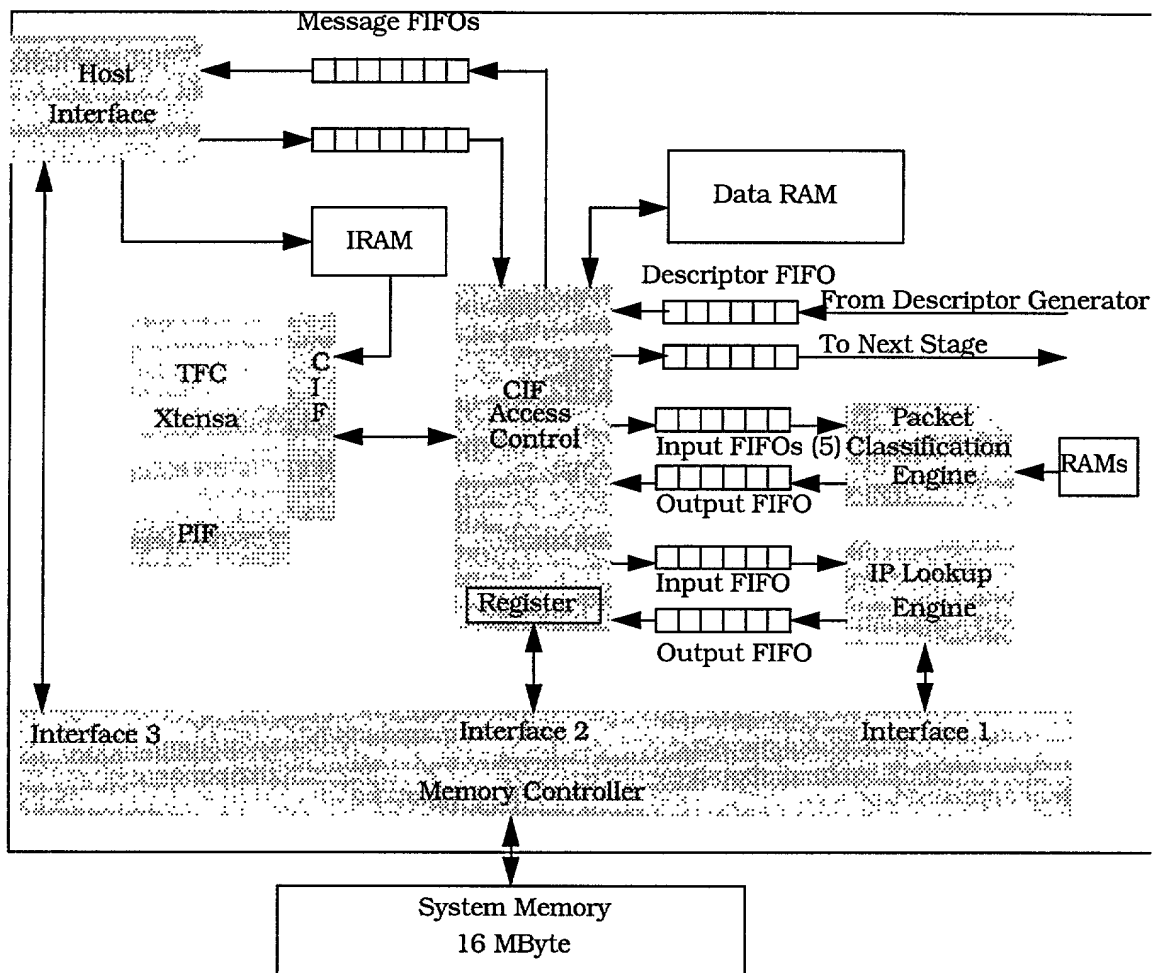 Message FIFOs
Host
Interface
Data RAM
IRAM
Descriptor FIFO
From Descriptor Generator
To Next Stage
TFC
Xtensa
PIF
C
I
F
CIF
Access
Control
Input FIFOs (5)
Output FIFO
Packet
Classification
Engine
RAMs
Input FIFO
Output FIFO
IP Lookup
Engine
Register
Interface 3
Interface 2
Interface 1
Memory Controller
System Memory
16 MByte